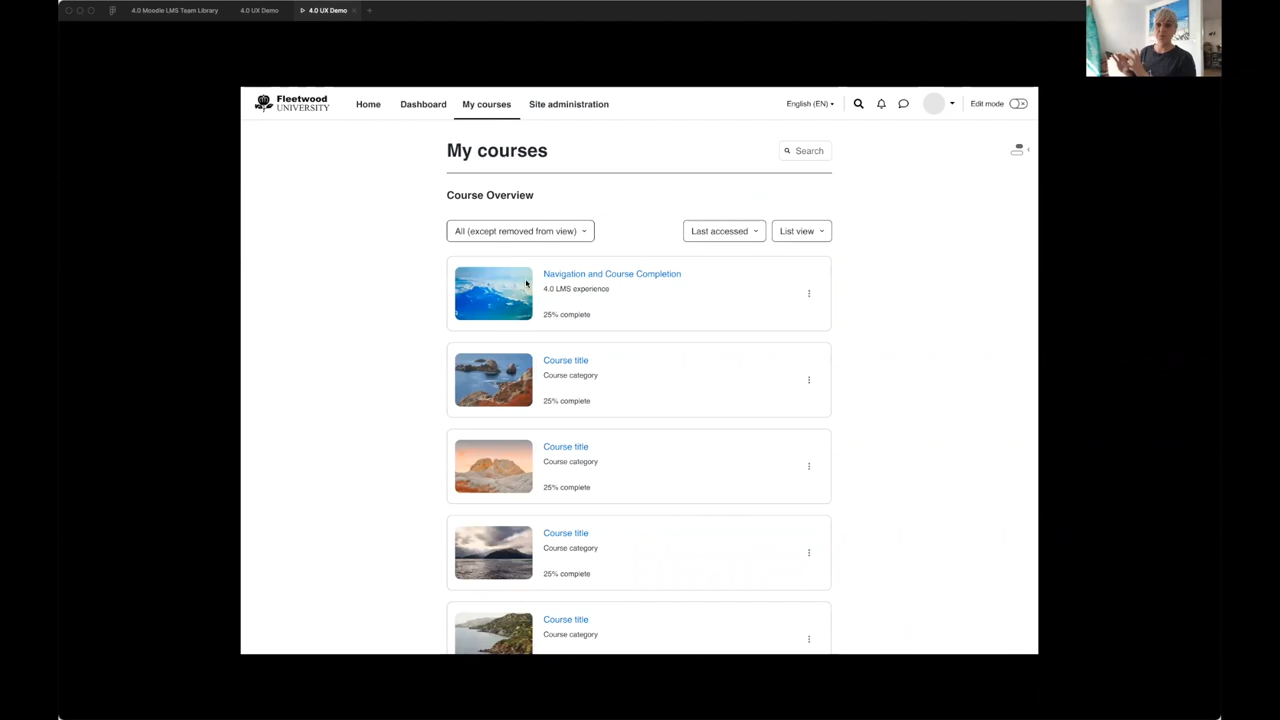 4.0 Moodle LMS Team Library
4.0 UX Demo
4.0 UX Demo
Fleetwood
UNIVERSITY
Home
Dashboard
My courses
Site administration
English (EN)
Edit mode
My courses
Search
Course Overview
All (except removed from view)
Last accessed
List view
Navigation and Course Completion
4.0 LMS experience
25% complete
Course title
Course category
25% complete
Course title
Course category
25% complete
Course title
Course category
25% complete
Course title
Course category